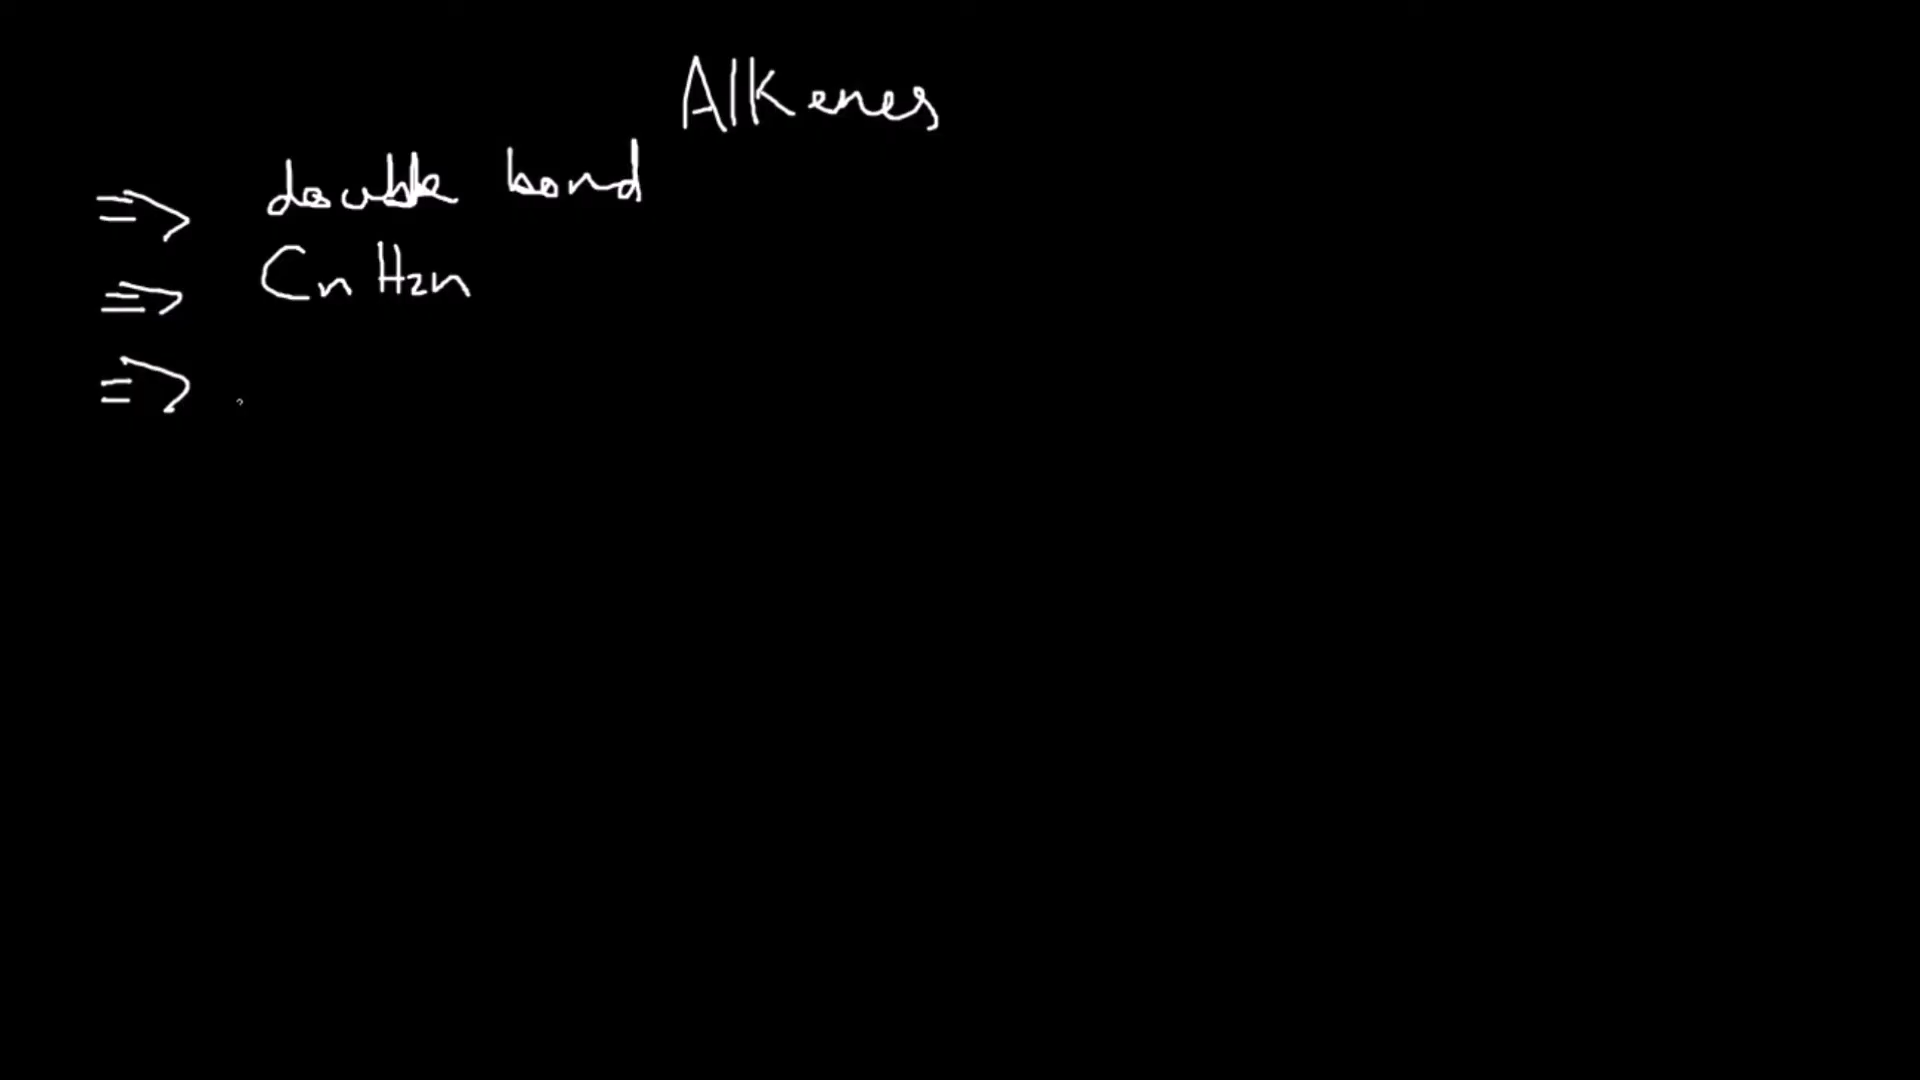 Alkenes
=> double bond
=> CnH2n
=>